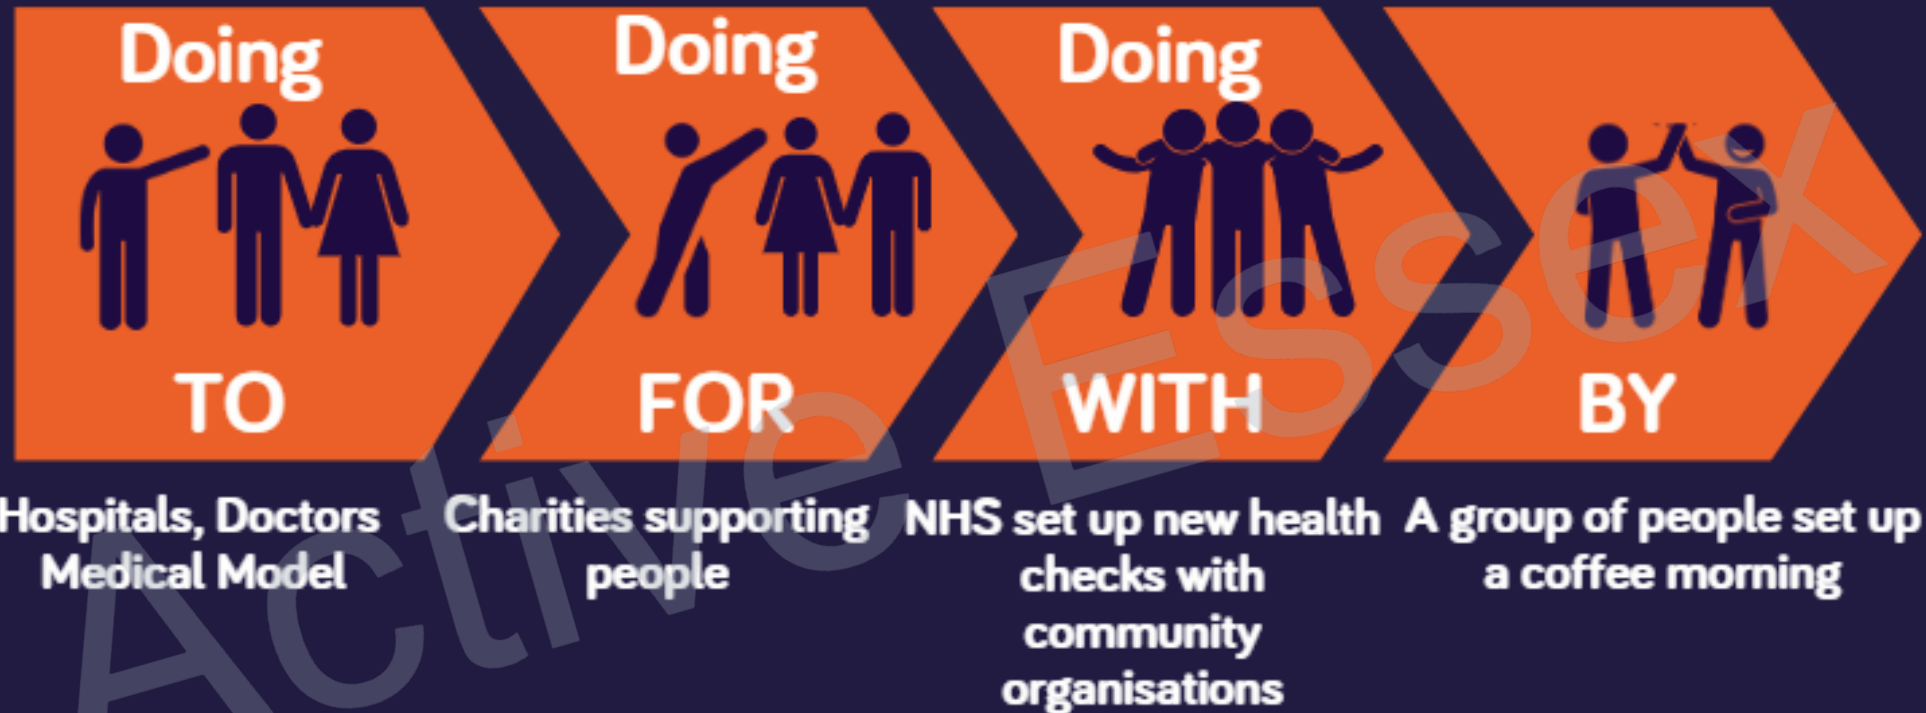 Doing
TO
Hospitals, Doctors
Medical Model
Doing
FOR
Charities supporting
people
Doing
WITH
NHS set up new health
checks with
community
organisations
BY
A group of people set up
a coffee morning
Active Essex